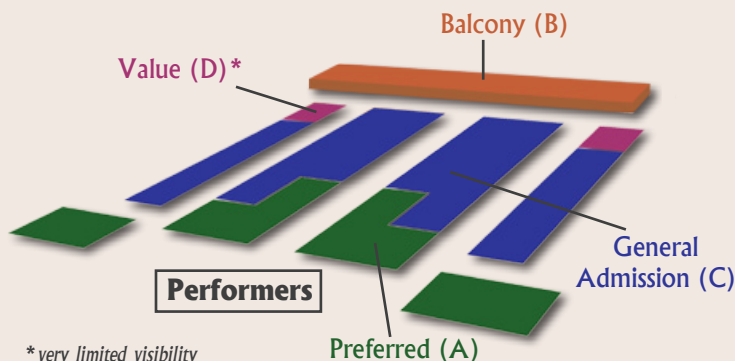 Balcony (B)
Value (D)*
General
Admission (C)
Performers
Preferred (A)
*very limited visibility